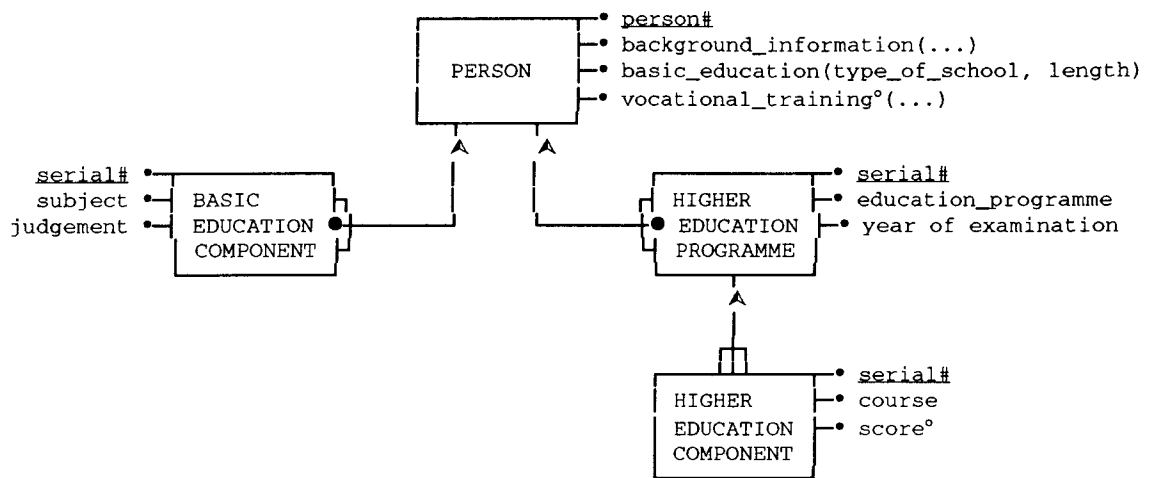 person#
background_information(...)
PERSON
basic_education(type_of_school, length)
vocational_training°(...)
serial#
subject
judgement
BASIC
EDUCATION
COMPONENT
HIGHER
EDUCATION
PROGRAMME
serial#
education_programme
year of examination
HIGHER
EDUCATION
COMPONENT
serial#
course
score°